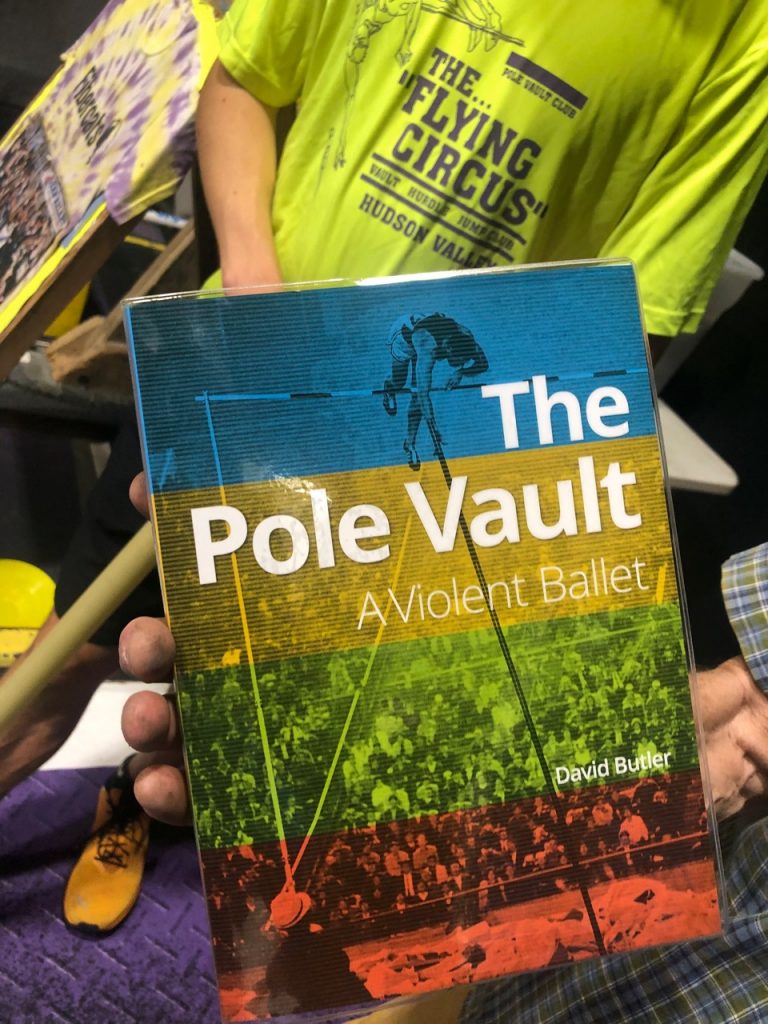 THE...
"FLYING
CIRCUS"
VAULT HURDLE JUMP CLUB
HUDSON VALLEY
POLE VAULT CLUB
The
Pole Vault
A Violent Ballet
David Butler